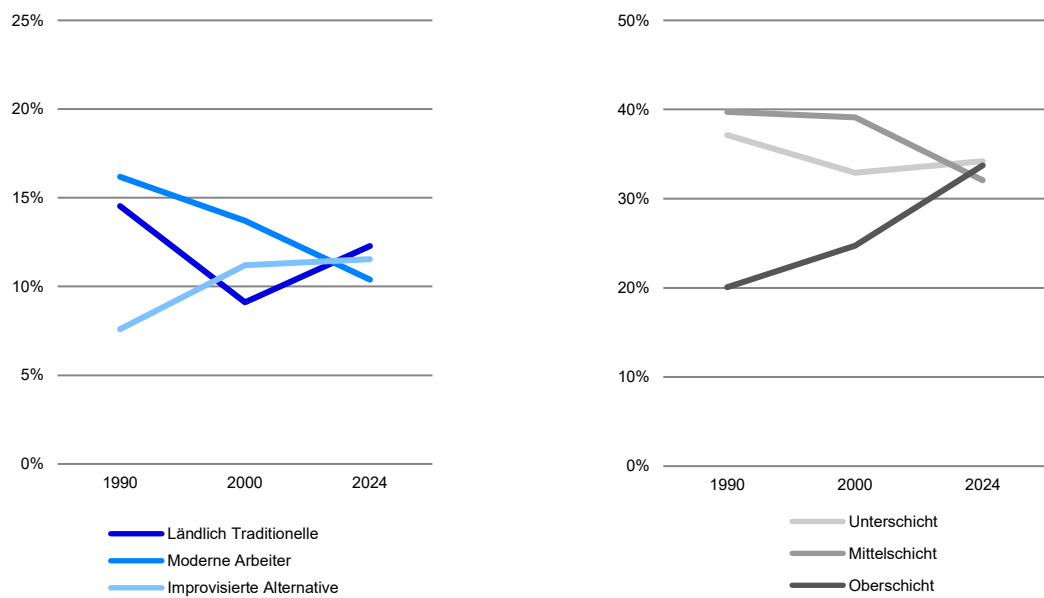 25%
20%
15%
10%
5%
0%
1990 2000 2024
Ländlich Traditionelle
Moderne Arbeiter
Improvisierte Alternative
50%
40%
30%
20%
10%
0%
1990 2000 2024
Unterschicht
Mittelschicht
Oberschicht